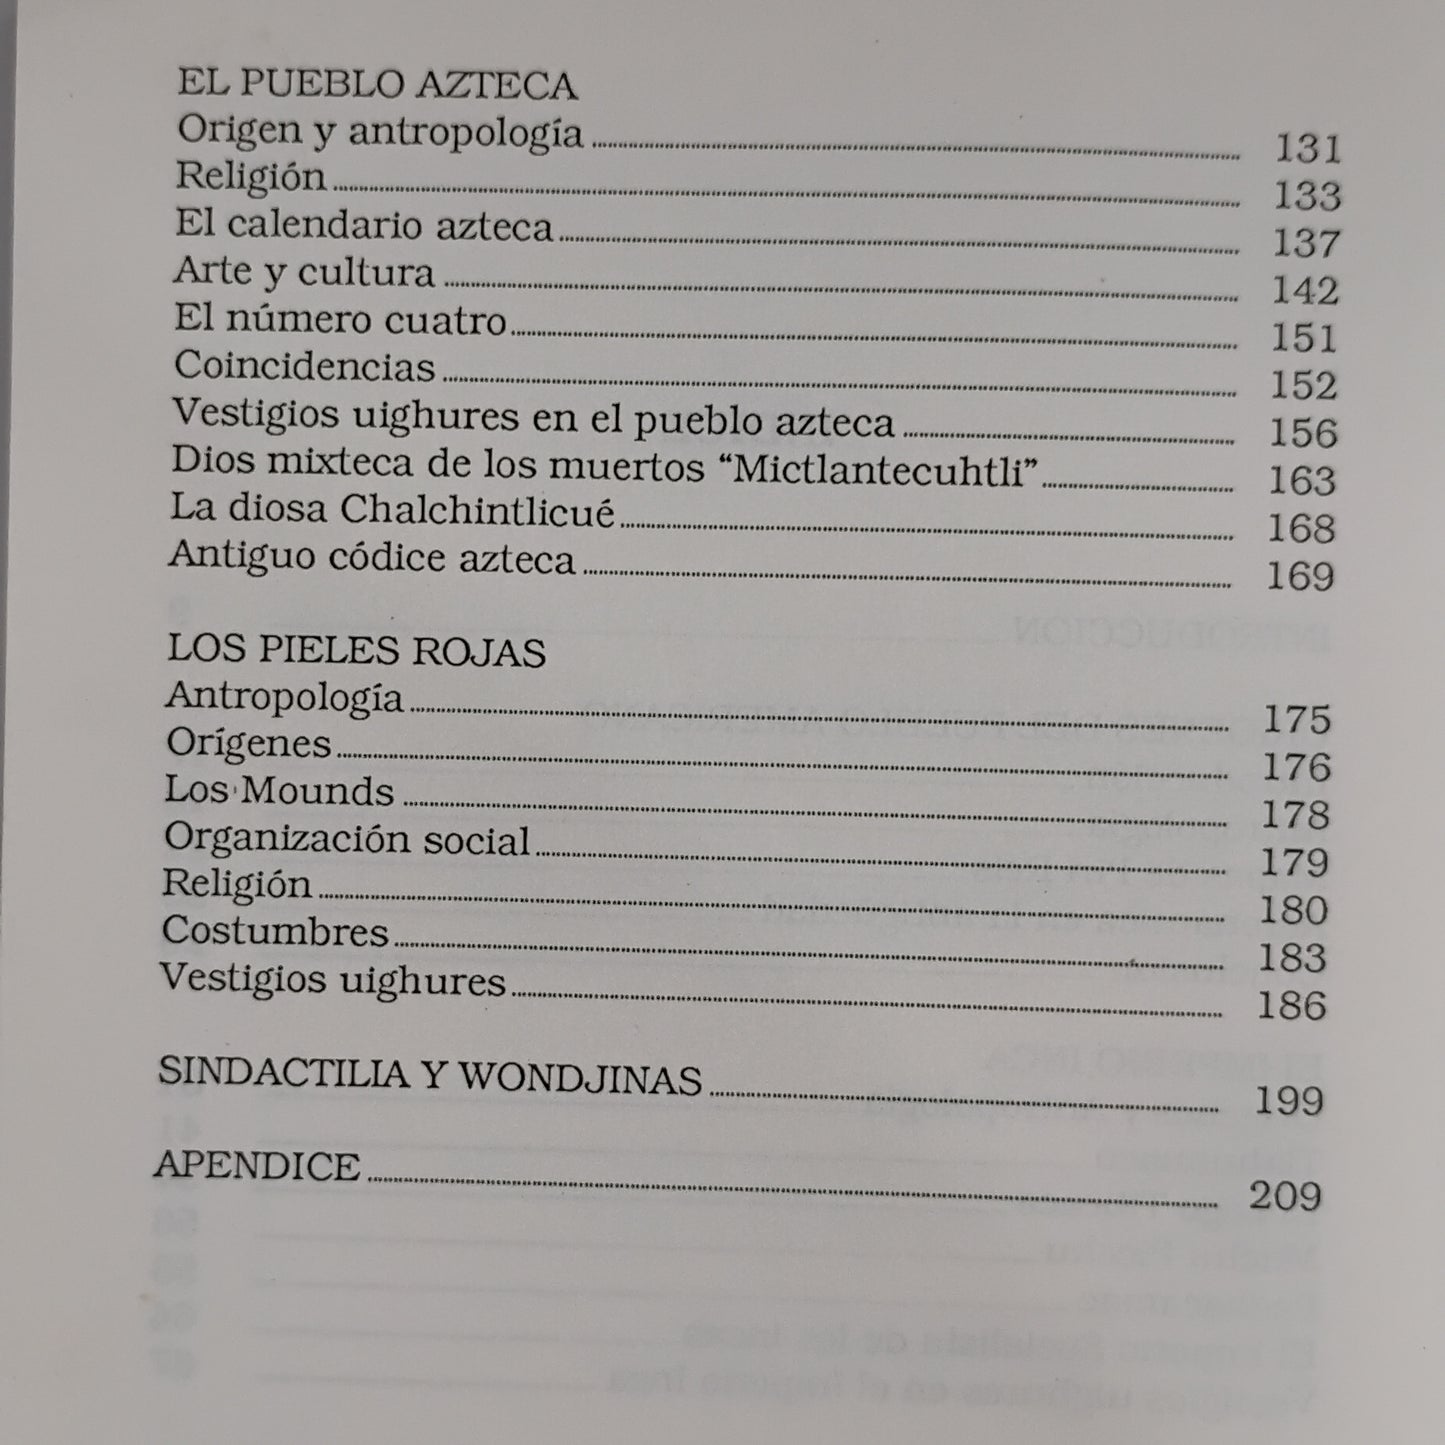 EL PUEBLO AZTECA
Origen y antropología 131
Religión 133
El calendario azteca 137
Arte y cultura 142
El número cuatro 151
Coincidencias 152
Vestigios uighures en el pueblo azteca 156
Dios mixteca de los muertos “Mictlantecuhtli” 163
La diosa Chalchintlicué 168
Antiguo códice azteca 169
LOS PIELES ROJAS
Antropología 175
Orígenes 176
Los Mounds 178
Organización social 179
Religión 180
Costumbres 183
Vestigios uighures 186
SINDACTILIA Y WONDJINAS 199
APENDICE 209